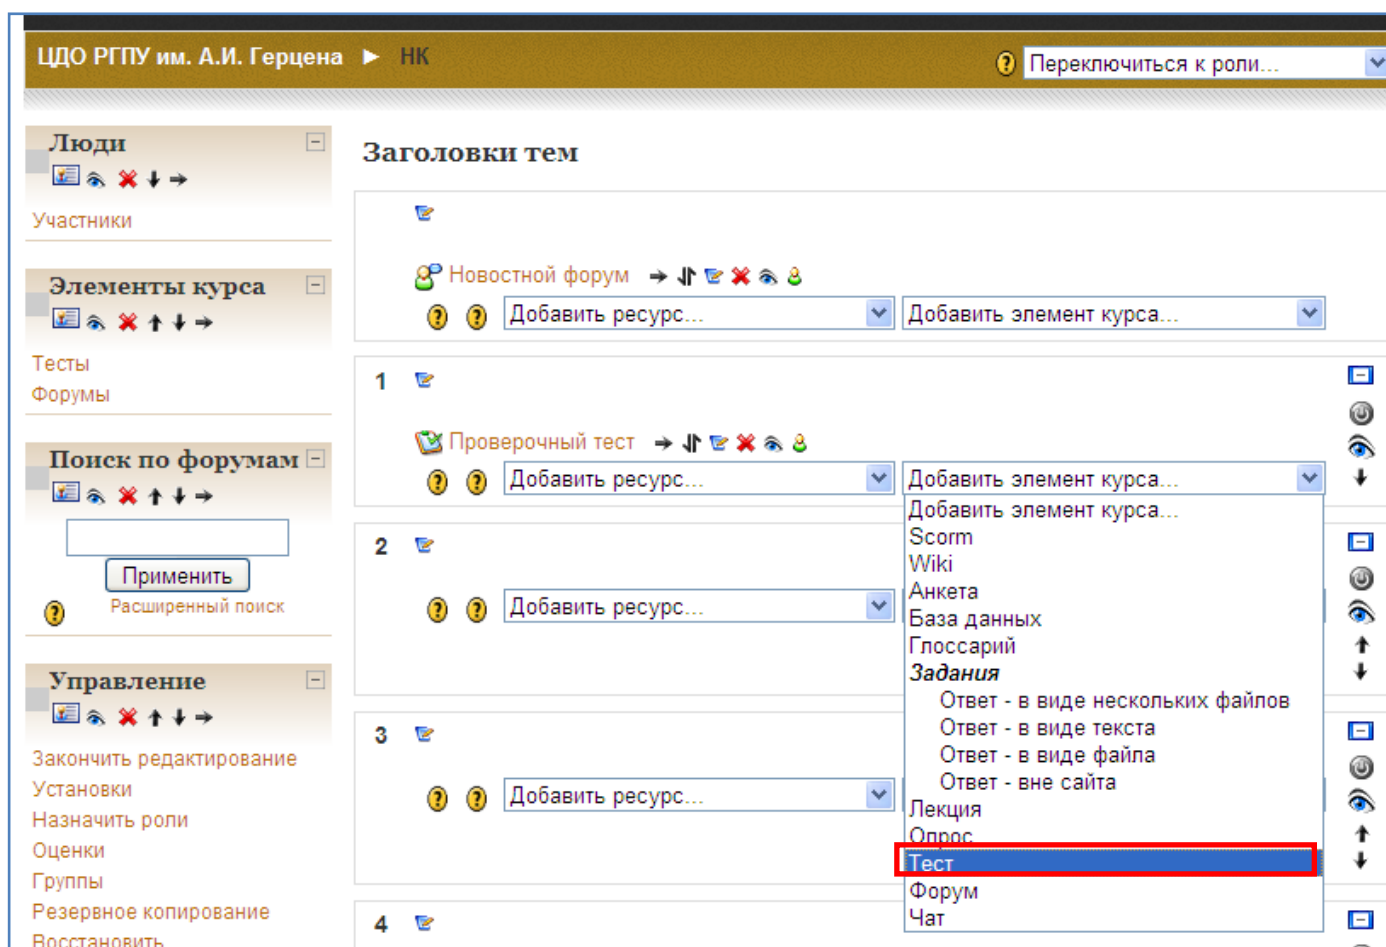 ЦДО РГПУ им. А.И. Герцена ► НК
Переключиться к роли...
Люди
Участники
Элементы курса
Тесты
Форумы
Поиск по форумам
Применить
Расширенный поиск
Управление
Закончить редактирование
Установки
Назначить роли
Оценки
Группы
Резервное копирование
Восстановить
Заголовки тем
Новостной форум
Добавить ресурс... Добавить элемент курса...
1
Проверочный тест
Добавить ресурс... Добавить элемент курса...
Добавить элемент курса...
Scorm
Wiki
Анкета
База данных
Глоссарий
Задания
Ответ - в виде нескольких файлов
Ответ - в виде текста
Ответ - в виде файла
Ответ - вне сайта
Лекция
Опрос
Тест
Форум
Чат
2
Добавить ресурс...
3
Добавить ресурс...
4